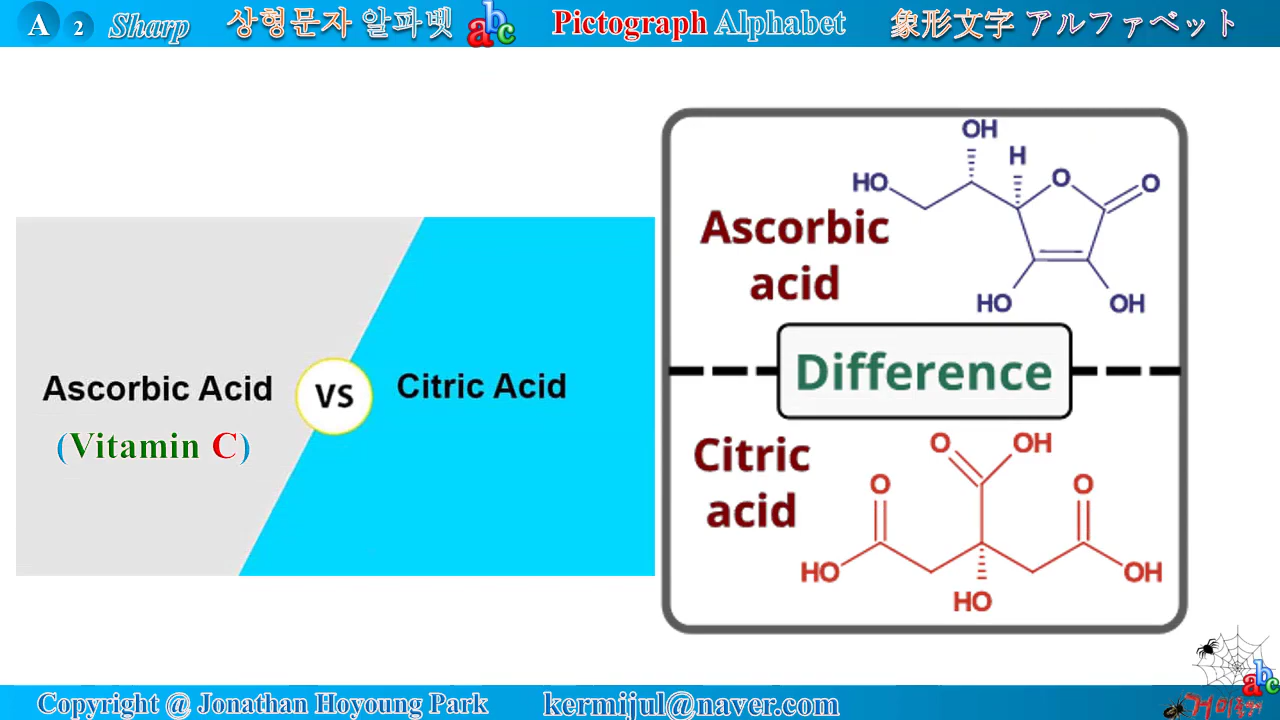 A 2 Sharp 상형문자 알파벳 abc Pictograph Alphabet 象形文字 アルファベット
Ascorbic Acid
(Vitamin C)
VS
Citric Acid
Ascorbic
acid
OH
H
HO
O
O
HO
OH
Difference
Citric
acid
O
OH
O
O
HO
OH
HO
abc
Copyright @ Jonathan Hoyoung Park kermijul@naver.com